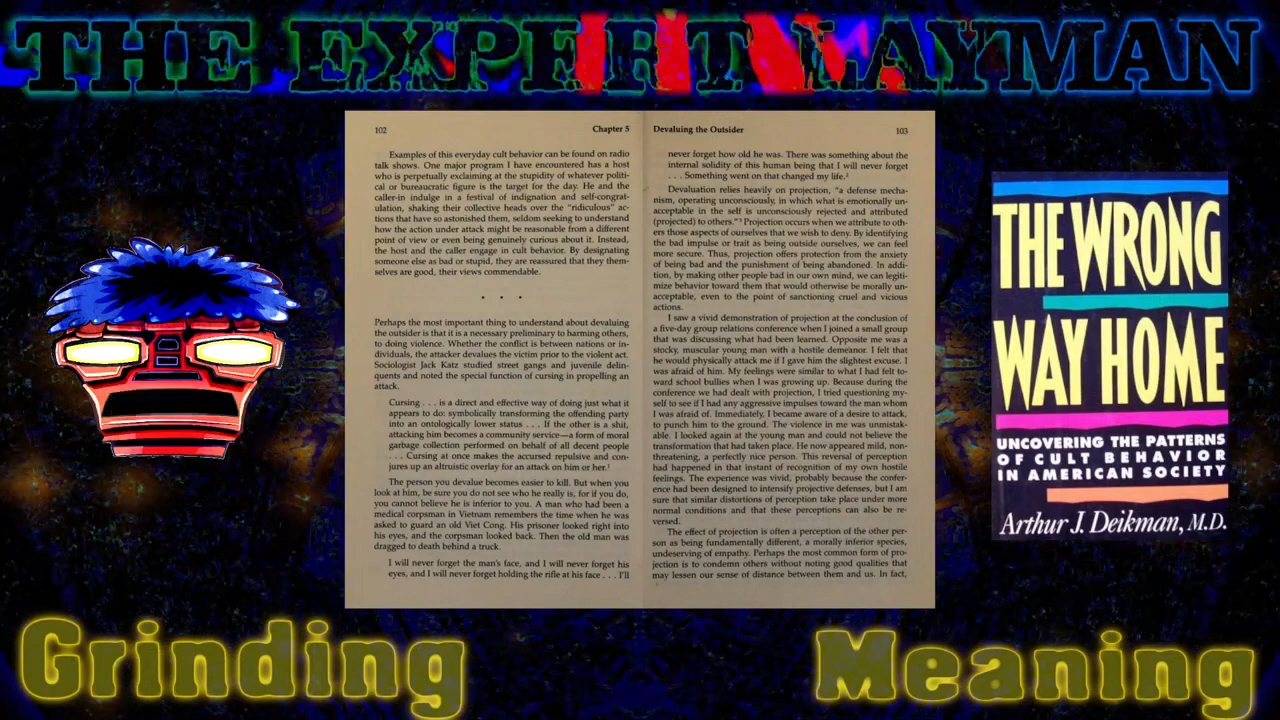 THE EXPERT LAYMAN
102 Chapter 5
Examples of this everyday cult behavior can be found on radio
talk shows. One major program I have encountered has a host
who is perpetually exclaiming at the stupidity of whatever politi-
cal or bureaucratic figure is the target for the day. He and the
caller-in indulge in a festival of indignation and self-congrat-
ulation, shaking their collective heads over the "ridiculous" ac-
tions that have so astonished them, seldom seeking to understand
how the action under attack might be reasonable from a different
point of view or even being genuinely curious about it. Instead,
the host and the caller engage in cult behavior. By designating
someone else as bad or stupid, they are reassured that they them-
selves are good, their views commendable.
• • •
Perhaps the most important thing to understand about devaluing
the outsider is that it is a necessary preliminary to harming others,
to doing violence. Whether the conflict is between nations or in-
dividuals, the attacker devalues the victim prior to the violent act.
Sociologist Jack Katz studied street gangs and juvenile delin-
quents and noted the special function of cursing in propelling an
attack.
Cursing . . . is a direct and effective way of doing just what it
appears to do: symbolically transforming the offending party
into an ontologically lower status . . . If the other is a shit,
attacking him becomes a community service—a form of moral
garbage collection performed on behalf of all decent people
. . . Cursing at once makes the accursed repulsive and con-
jures up an altruistic overlay for an attack on him or her.¹
The person you devalue becomes easier to kill. But when you
look at him, be sure you do not see who he really is, for if you do,
you cannot believe he is inferior to you. A man who had been a
medical corpsman in Vietnam remembers the time when he was
asked to guard an old Viet Cong. His prisoner looked right into
his eyes, and the corpsman looked back. Then the old man was
dragged to death behind a truck.
I will never forget the man's face, and I will never forget his
eyes, and I will never forget holding the rifle at his face . . . I'll
Devaluing the Outsider 103
never forget how old he was. There was something about the
internal solidity of this human being that I will never forget
. . . Something went on that changed my life.²
Devaluation relies heavily on projection, "a defense mecha-
nism, operating unconsciously, in which what is emotionally un-
acceptable in the self is unconsciously rejected and attributed
(projected) to others."³ Projection occurs when we attribute to oth-
ers those aspects of ourselves that we wish to deny. By identifying
the bad impulse or trait as being outside ourselves, we can feel
more secure. Thus, projection offers protection from the anxiety
of being bad and the punishment of being abandoned. In addi-
tion, by making other people bad in our own mind, we can legiti-
mize behavior toward them that would otherwise be morally un-
acceptable, even to the point of sanctioning cruel and vicious
actions.
I saw a vivid demonstration of projection at the conclusion of
a five-day group relations conference when I joined a small group
that was discussing what had been learned. Opposite me was a
stocky, muscular young man with a hostile demeanor. I felt that
he would physically attack me if I gave him the slightest excuse. I
was afraid of him. My feelings were similar to what I had felt to-
ward school bullies when I was growing up. Because during the
conference we had dealt with projection, I tried questioning my-
self to see if I had any aggressive impulses toward the man whom
I was afraid of. Immediately, I became aware of a desire to attack,
to punch him to the ground. The violence in me was unmistak-
able. I looked again at the young man and could not believe the
transformation that had taken place. He now appeared mild, non-
threatening, a perfectly nice person. This reversal of perception
had happened in that instant of recognition of my own hostile
feelings. The experience was vivid, probably because the confer-
ence had been designed to intensify projective defenses, but I am
sure that similar distortions of perception take place under more
normal conditions and that these perceptions can also be re-
versed.
The effect of projection is often a perception of the other per-
son as being fundamentally different, a morally inferior species,
undeserving of empathy. Perhaps the most common form of pro-
jection is to condemn others without noting good qualities that
may lessen our sense of distance between them and us. In fact,
THE WRONG
WAY HOME
UNCOVERING THE PATTERNS
OF CULT BEHAVIOR
IN AMERICAN SOCIETY
Arthur J. Deikman, M.D.
Grinding Meaning